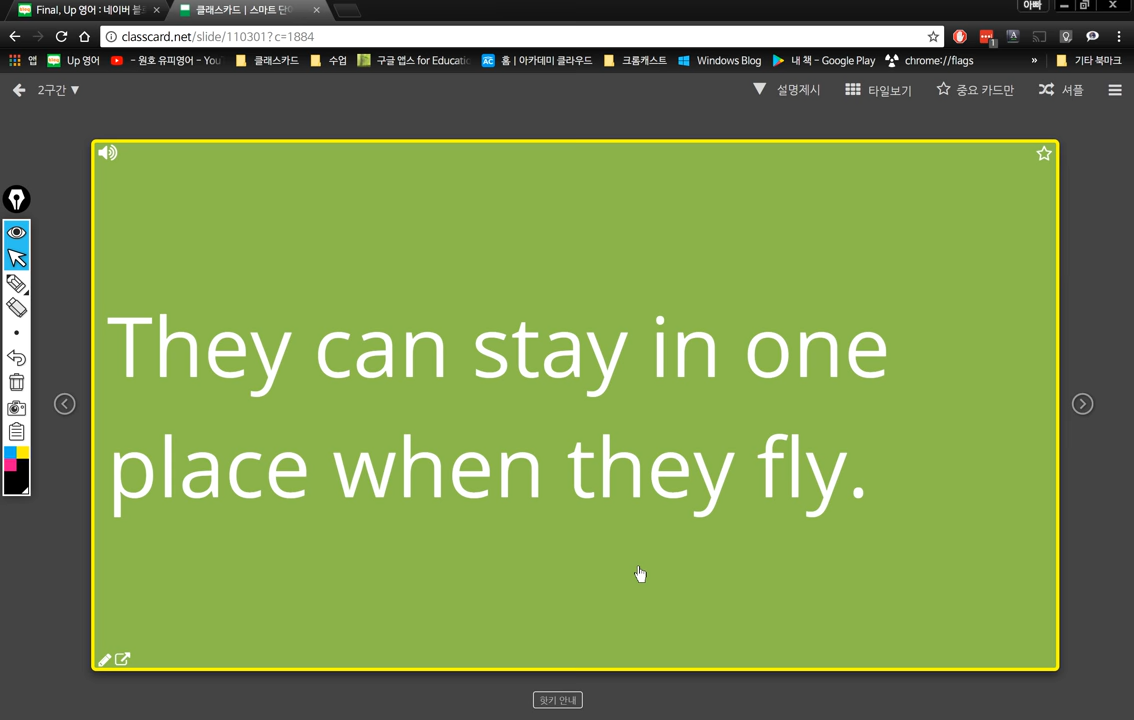 Final, Up 영어 : 네이버 블
클래스카드 | 스마트 단어
아빠
classcard.net/slide/110301?c=1884
앱
Up 영어
- 원호 유피영어 - You
클래스카드
수업
구글 앱스 for Educatio
홈 | 아카데미 클라우드
크롬캐스트
Windows Blog
내 책 - Google Play
chrome://flags
»
기타 북마크
2구간 ▼
▼ 설명제시
타일보기
중요 카드만
셔플
They can stay in one
place when they fly.
핫키 안내